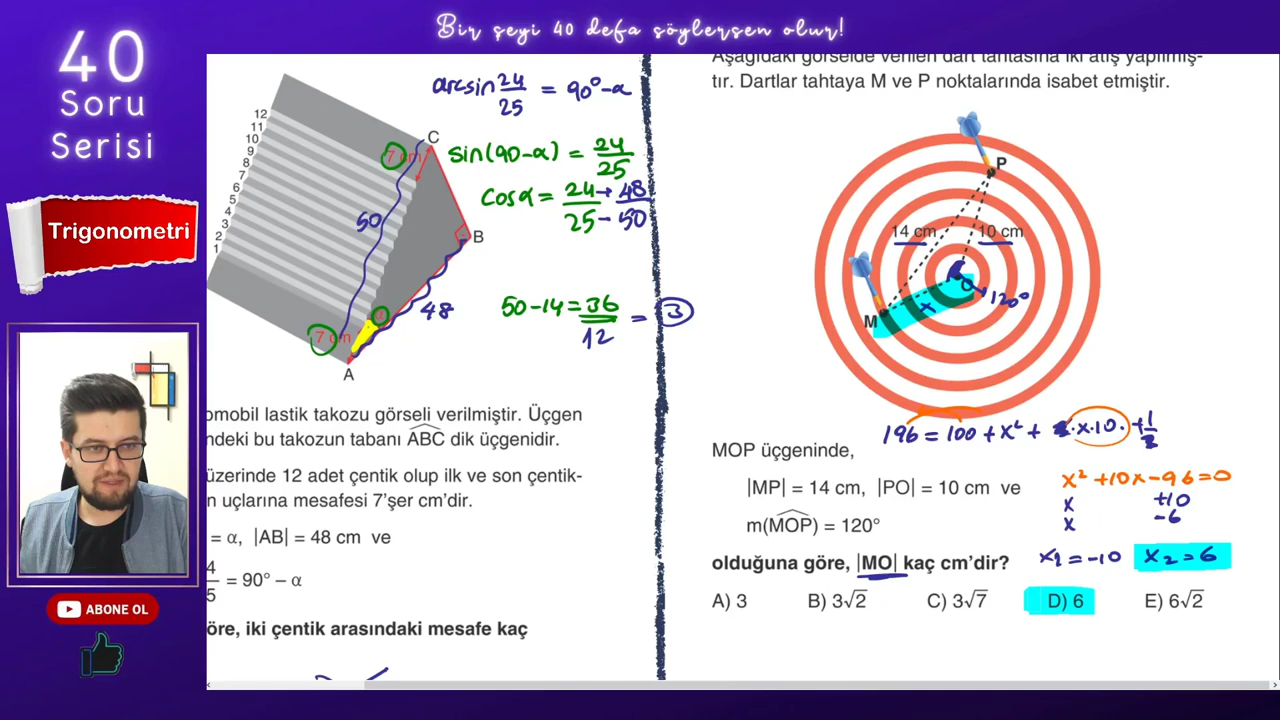 Bir şeyi 40 defa söylersen olur!
40
Soru
Serisi
Trigonometri
ABONE OL
12
11
10
9
8
7
6
5
4
3
2
1
C
7 cm
50
B
48
7 cm
A
arcsin 24/25 = 90° - α
sin(90 - α) = 24/25
Cosα = 24/25 → 48/50
50 - 14 = 36/12 = 3
omobil lastik takozu görseli verilmiştir. Üçgen
ndeki bu takozun tabanı ABC dik üçgenidir.
üzerinde 12 adet çentik olup ilk ve son çentik-
n uçlarına mesafesi 7'şer cm'dir.
= α, |AB| = 48 cm ve
4/5 = 90° – α
öre, iki çentik arasındaki mesafe kaç
Aşağıdaki görselde verilen dart tahtasına iki atış yapılmış-
tır. Dartlar tahtaya M ve P noktalarında isabet etmiştir.
P
14 cm
10 cm
O
120°
M
x
196 = 100 + x² + 2.x.10. 1/2
MOP üçgeninde,
|MP| = 14 cm, |PO| = 10 cm ve
m(MOP) = 120°
olduğuna göre, |MO| kaç cm'dir?
x² + 10x - 96 = 0
x +10
x -6
x₁ = -10 x₂ = 6
A) 3 B) 3√2 C) 3√7 D) 6 E) 6√2